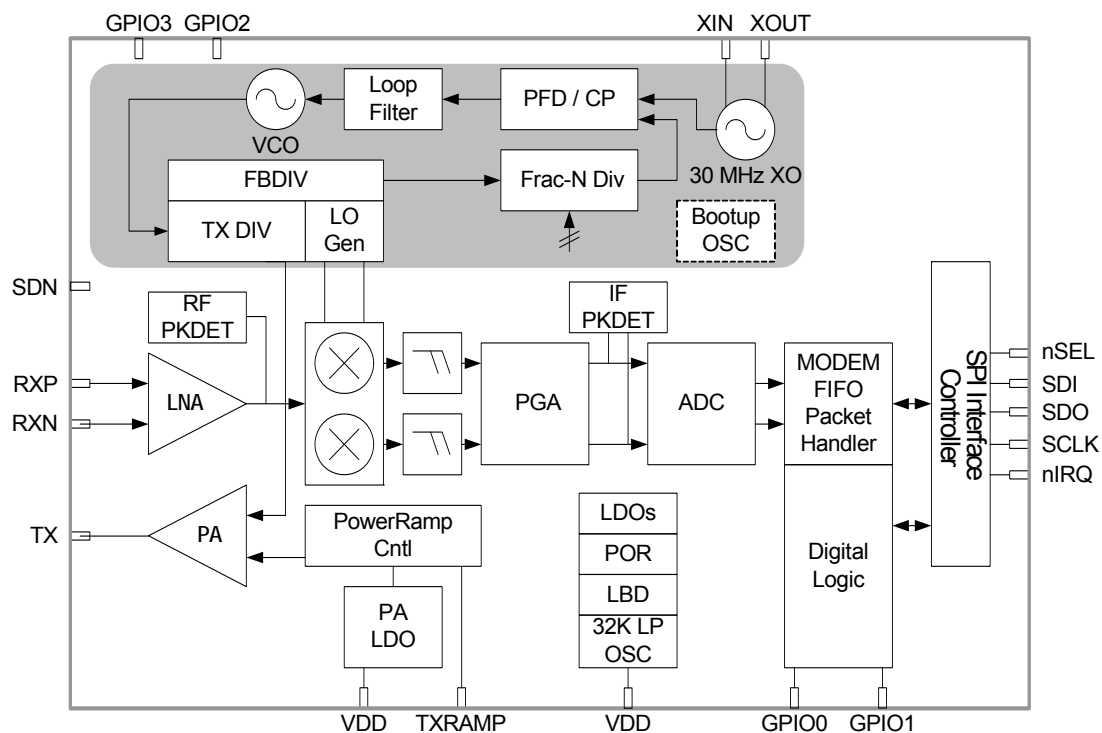 GPIO3 GPIO2
XIN XOUT
Loop
Filter
PFD / CP
VCO
30 MHz XO
FBDIV
Frac-N Div
TX DIV
LO
Gen
Bootup
OSC
SDN
RF
PKDET
IF
PKDET
RXP
RXN
LNA
PGA
ADC
MODEM
FIFO
Packet
Handler
SPI Interface
Controller
nSEL
SDI
SDO
SCLK
nIRQ
TX
PA
PowerRamp
Cntl
PA
LDO
LDOs
POR
LBD
32K LP
OSC
Digital
Logic
VDD
TXRAMP
VDD
GPIO0
GPIO1